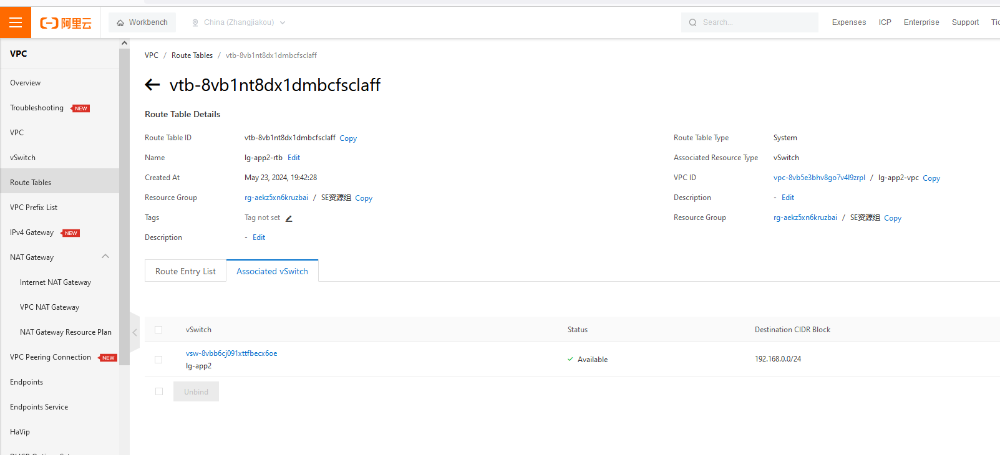 阿里云
Workbench
China (Zhangjiakou)
Search...
Expenses
ICP
Enterprise
Support
VPC
Overview
Troubleshooting NEW
VPC
vSwitch
Route Tables
VPC Prefix List
IPv4 Gateway NEW
NAT Gateway
Internet NAT Gateway
VPC NAT Gateway
NAT Gateway Resource Plan
VPC Peering Connection NEW
Endpoints
Endpoints Service
HaVip
VPC / Route Tables / vtb-8vb1nt8dx1dmbcfsclaff
vtb-8vb1nt8dx1dmbcfsclaff
Route Table Details
Route Table ID vtb-8vb1nt8dx1dmbcfsclaff Copy
Route Table Type System
Name lg-app2-rtb Edit
Associated Resource Type vSwitch
Created At May 23, 2024, 19:42:28
VPC ID vpc-8vb5e3bhv8go7v4l9zrpl / lg-app2-vpc Copy
Resource Group rg-aekz5xn6kruzbai / SE资源组 Copy
Description - Edit
Tags Tag not set
Resource Group rg-aekz5xn6kruzbai / SE资源组 Copy
Description - Edit
Route Entry List
Associated vSwitch
vSwitch Status Destination CIDR Block
vsw-8vbb6cj091xttfbecx6oe
lg-app2
Available
192.168.0.0/24
Unbind